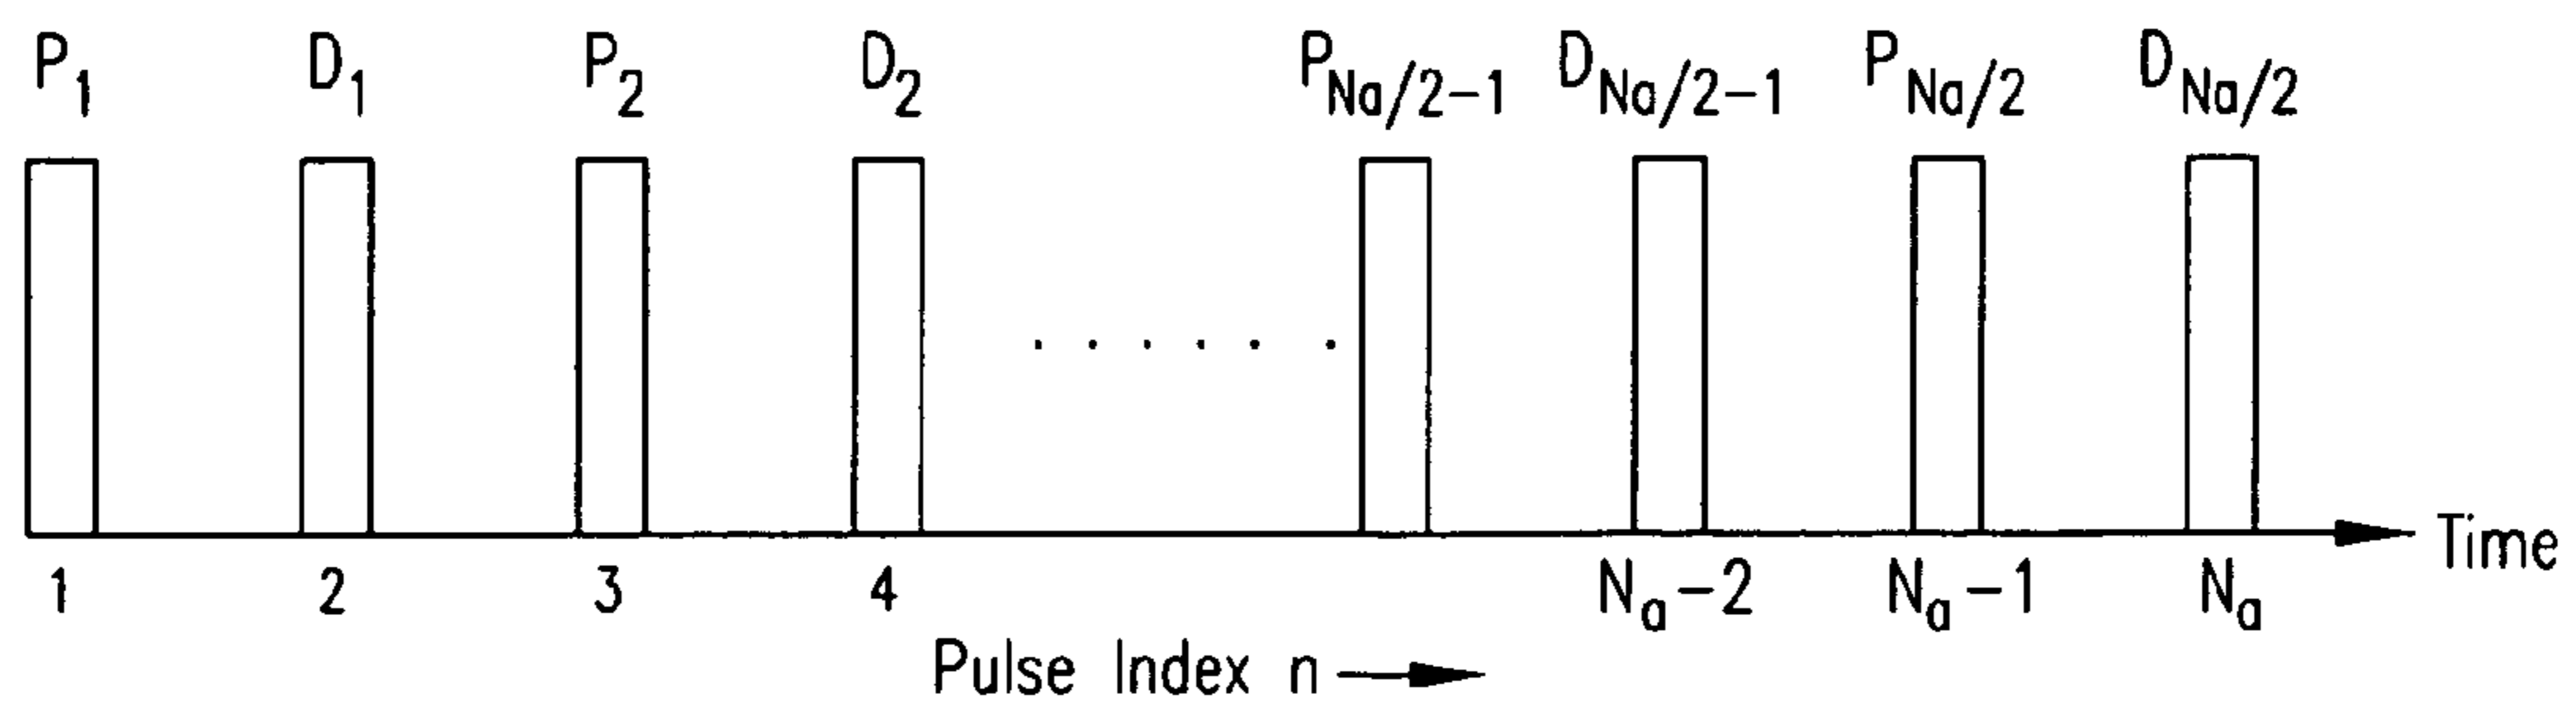 P1 D1 P2 D2 PNa/2-1 DNa/2-1 PNa/2 DNa/2
Time
1 2 3 4 Na-2 Na-1 Na
Pulse Index n